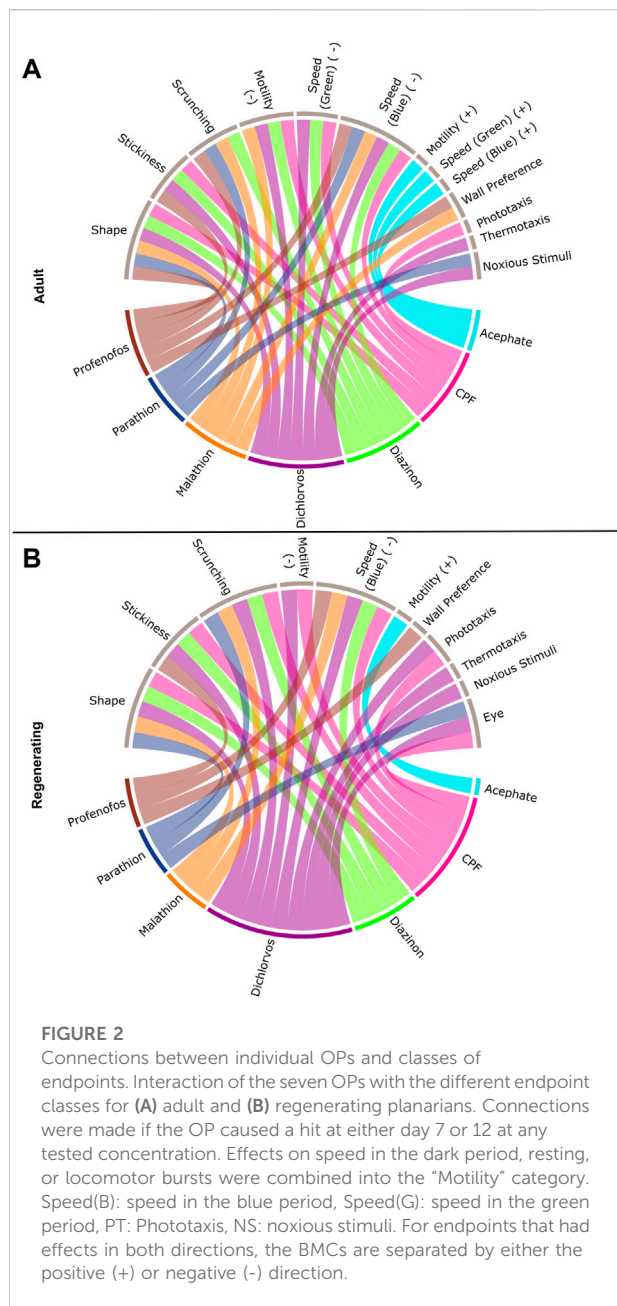 A
Adult
Shape
Stickiness
Scrunching
Motility
(-)
Speed
(Green) (-)
Speed
(Blue) (-)
Motility (+)
Speed (Green) (+)
Speed (Blue) (+)
Wall Preference
Phototaxis
Thermotaxis
Noxious Stimuli
Acephate
CPF
Diazinon
Dichlorvos
Malathion
Parathion
Profenofos
B
Regenerating
Shape
Stickiness
Scrunching
Motility
(-)
Speed
(Blue) (-)
Motility (+)
Wall Preference
Phototaxis
Thermotaxis
Noxious Stimuli
Eye
Acephate
CPF
Diazinon
Dichlorvos
Malathion
Parathion
Profenofos
FIGURE 2
Connections between individual OPs and classes of
endpoints. Interaction of the seven OPs with the different endpoint
classes for (A) adult and (B) regenerating planarians. Connections
were made if the OP caused a hit at either day 7 or 12 at any
tested concentration. Effects on speed in the dark period, resting,
or locomotor bursts were combined into the “Motility” category.
Speed(B): speed in the blue period, Speed(G): speed in the green
period, PT: Phototaxis, NS: noxious stimuli. For endpoints that had
effects in both directions, the BMCs are separated by either the
positive (+) or negative (-) direction.